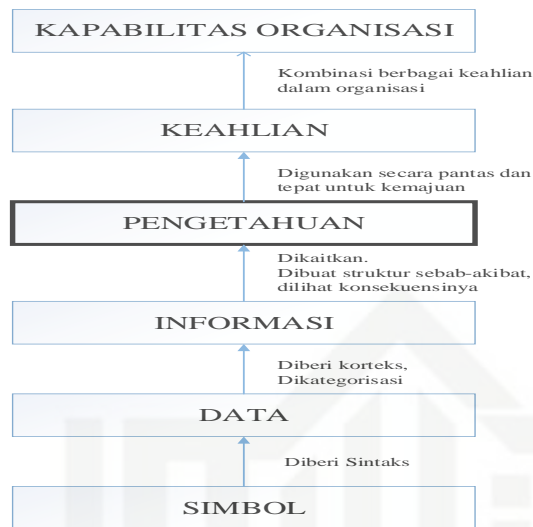 KAPABILITAS ORGANISASI
Kombinasi berbagai keahlian
dalam organisasi
KEAHLIAN
Digunakan secara pantas dan
tepat untuk kemajuan
PENGETAHUAN
Dikaitkan.
Dibuat struktur sebab-akibat,
dilihat konsekuensinya
INFORMASI
Diberi korteks,
Dikategorisasi
DATA
Diberi Sintaks
SIMBOL